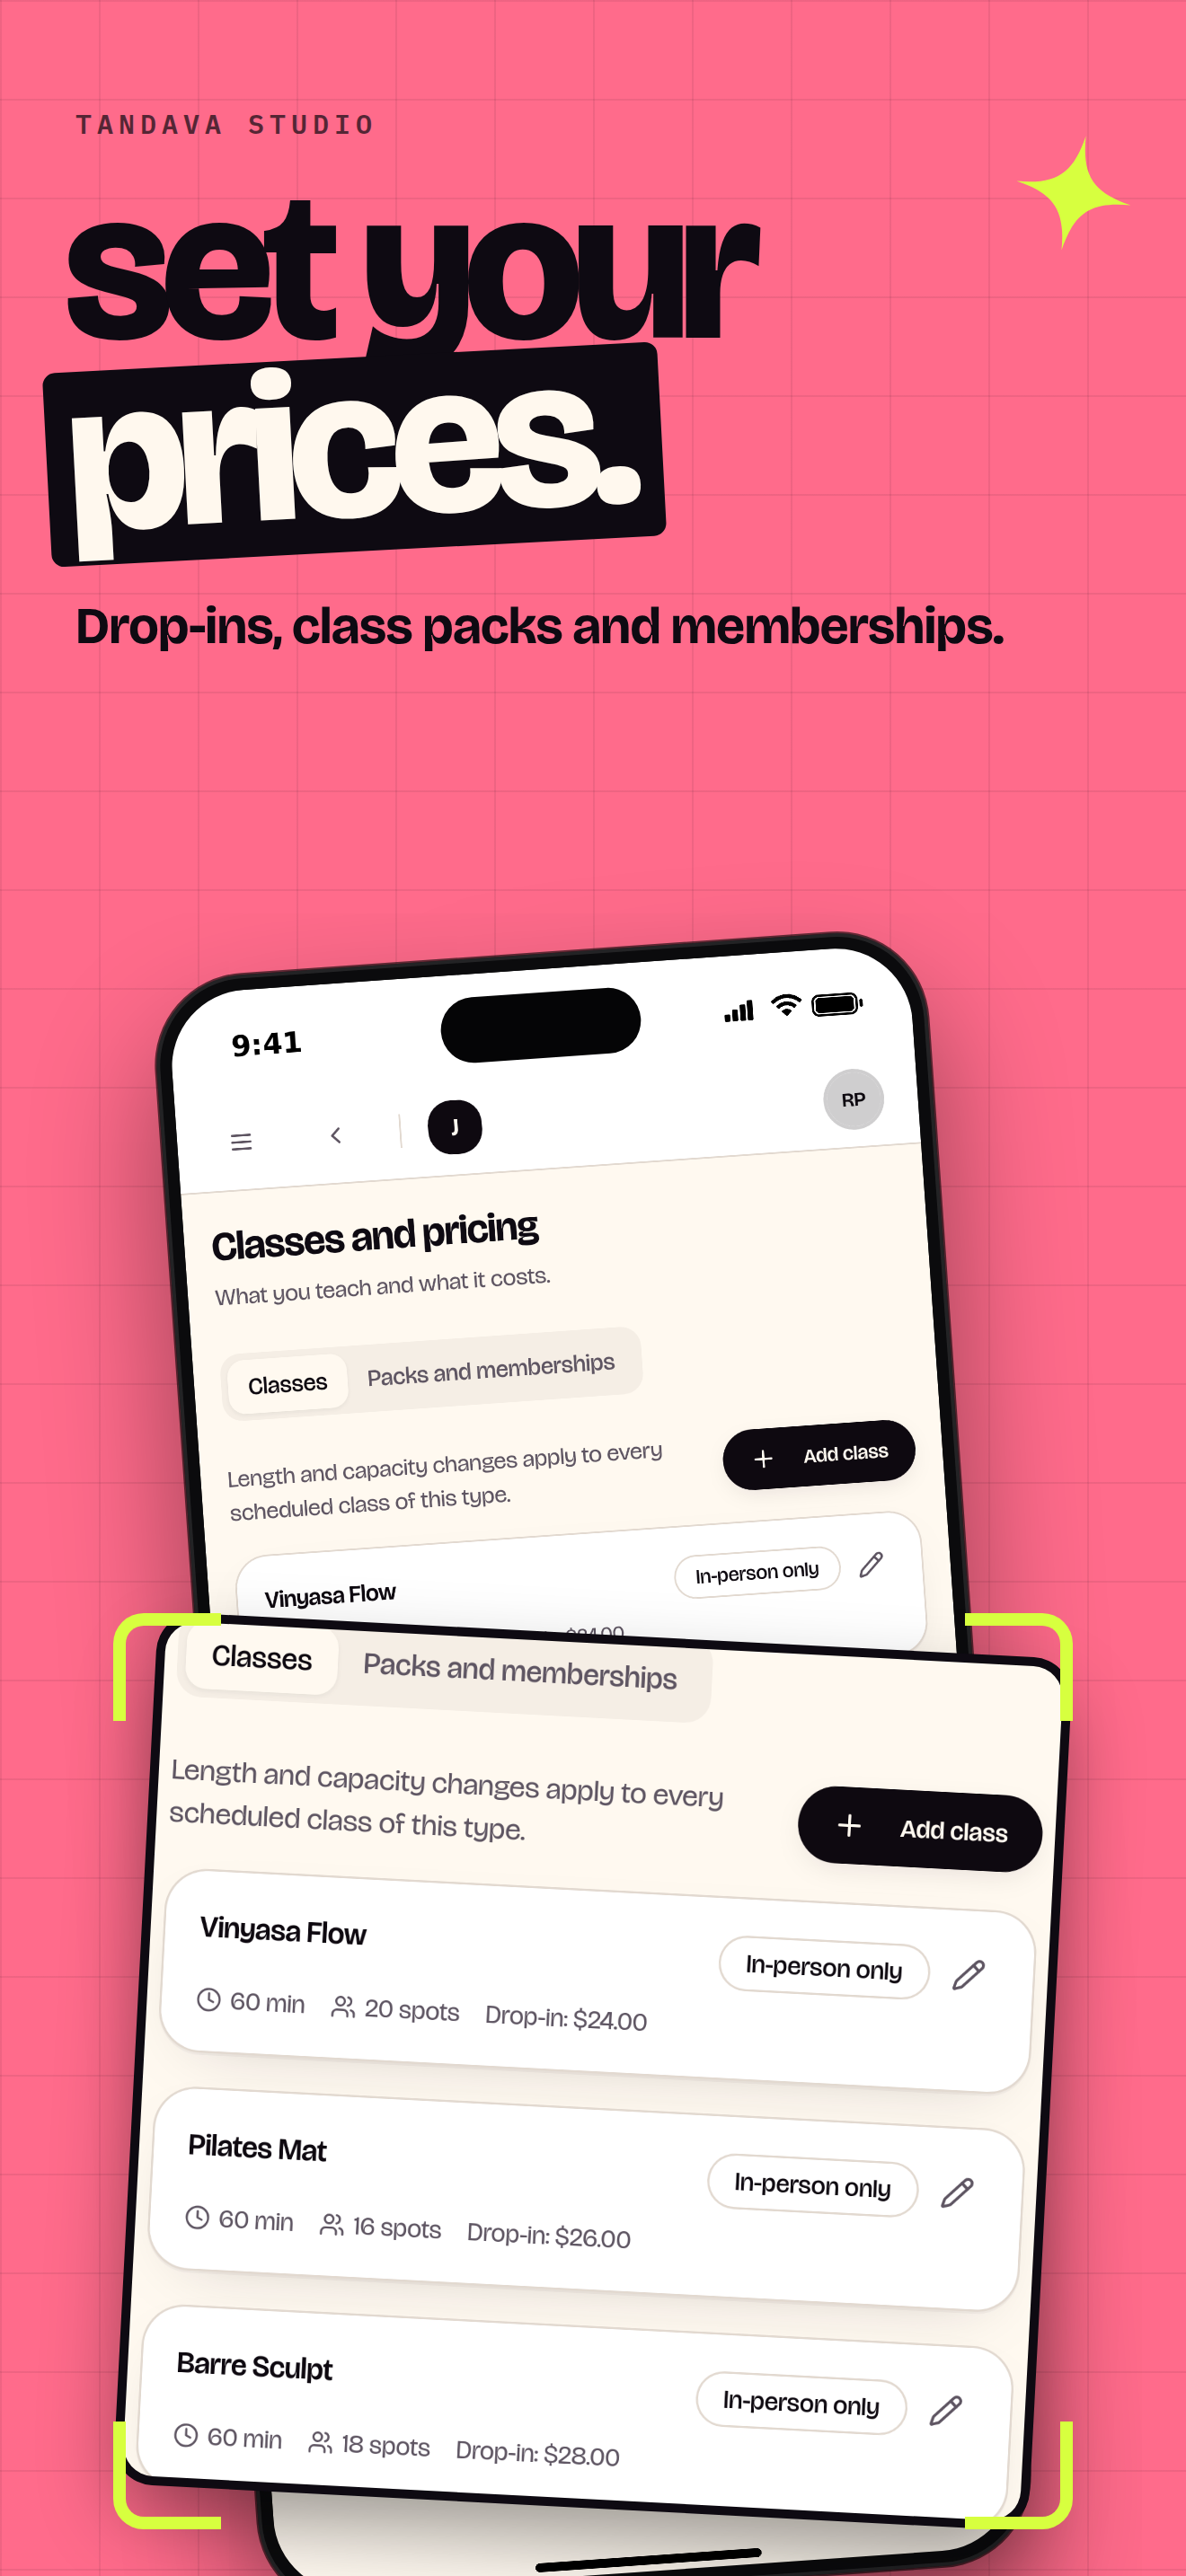 TANDAVA STUDIO
set your
prices.
Drop-ins, class packs and memberships.
9:41
J
RP
Classes and pricing
What you teach and what it costs.
Classes
Packs and memberships
Length and capacity changes apply to every
scheduled class of this type.
Add class
Vinyasa Flow
In-person only
Classes
Packs and memberships
Length and capacity changes apply to every
scheduled class of this type.
Add class
Vinyasa Flow
In-person only
60 min 20 spots Drop-in: $24.00
Pilates Mat
In-person only
60 min 16 spots Drop-in: $26.00
Barre Sculpt
In-person only
60 min 18 spots Drop-in: $28.00